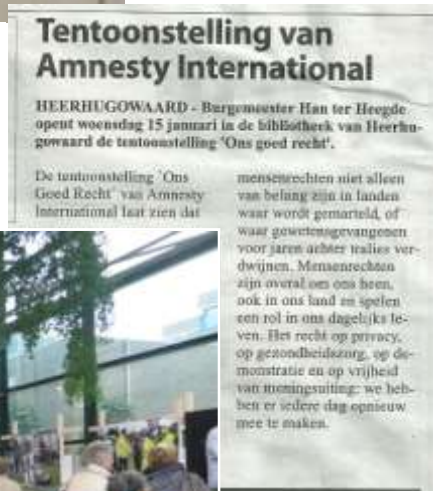 Tentoonstelling van
Amnesty International
HEERHUGOWAARD - Burgemeester Han ter Heegde
opent woensdag 15 januari in de bibliotheek van Heerhu-
gowaard de tentoonstelling 'Ons goed recht'.
De tentoonstelling 'Ons
Goed Recht' van Amnesty
International laat zien dat
mensenrechten niet alleen
van belang zijn in landen
waar wordt gemarteld, of
waar gewetensgevangenen
voor jaren achter tralies ver-
dwijnen. Mensenrechten
zijn overal om ons heen,
ook in ons land en spelen
een rol in ons dagelijks le-
ven. Het recht op privacy,
op gezondheidszorg, op de-
monstratie en op vrijheid
van meningsuiting: we heb-
ben er iedere dag opnieuw
mee te maken.